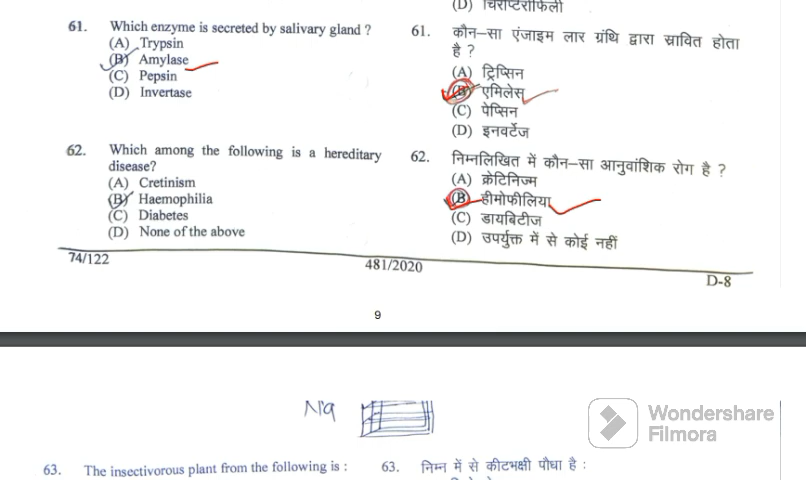 (D) चिरोप्टेरोफिली
61. Which enzyme is secreted by salivary gland ?
(A) Trypsin
(B) Amylase
(C) Pepsin
(D) Invertase
61. कौन-सा एंजाइम लार ग्रंथि द्वारा स्रावित होता
है ?
(A) ट्रिप्सिन
(B) एमिलेस
(C) पेप्सिन
(D) इनवर्टेज
62. Which among the following is a hereditary
disease?
(A) Cretinism
(B) Haemophilia
(C) Diabetes
(D) None of the above
62. निम्नलिखित में कौन-सा आनुवांशिक रोग है ?
(A) क्रेटिनिज्म
(B) हीमोफीलिया
(C) डायबिटीज
(D) उपर्युक्त में से कोई नहीं
74/122
481/2020
D-8
9
Wondershare
Filmora
63. The insectivorous plant from the following is :
63. निम्न में से कीटभक्षी पौधा है :